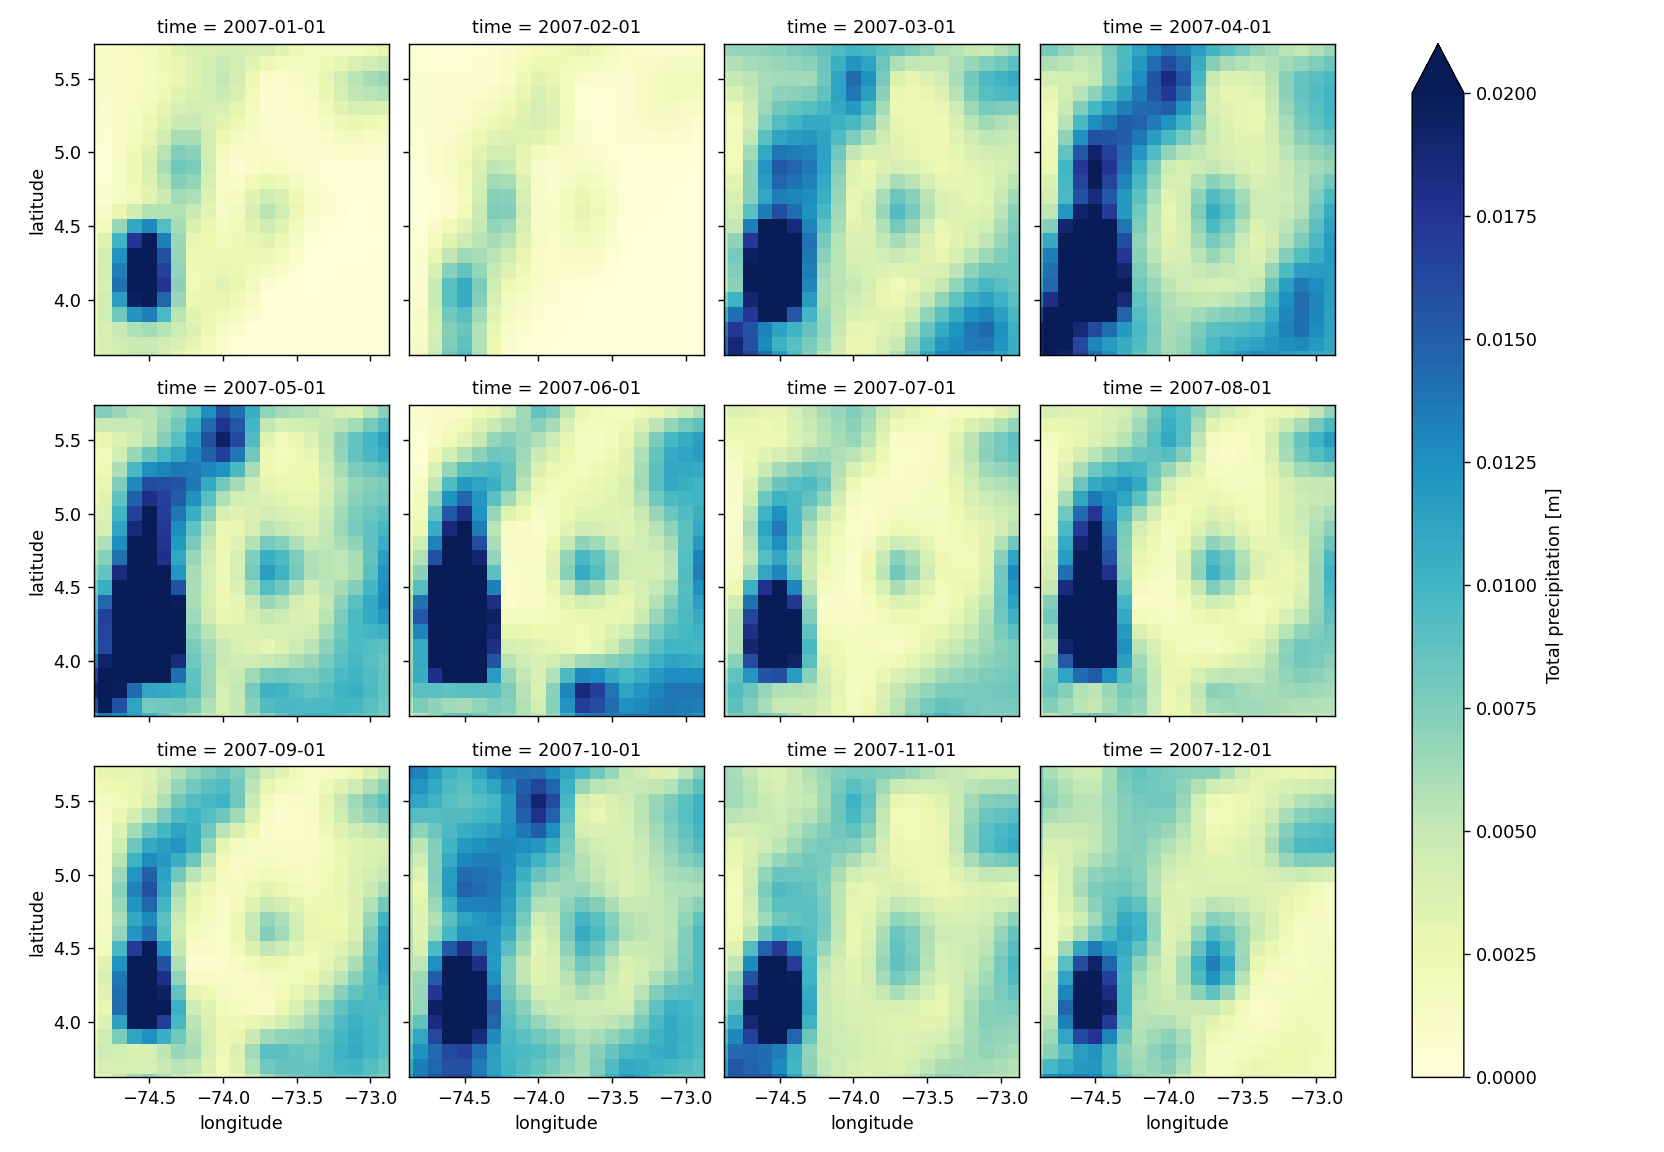 time = 2007-01-01
time = 2007-02-01
time = 2007-03-01
time = 2007-04-01
5.5
5.0
4.5
4.0
latitude
time = 2007-05-01
time = 2007-06-01
time = 2007-07-01
time = 2007-08-01
5.5
5.0
4.5
4.0
latitude
time = 2007-09-01
time = 2007-10-01
time = 2007-11-01
time = 2007-12-01
5.5
5.0
4.5
4.0
latitude
−74.5 −74.0 −73.5 −73.0
longitude
−74.5 −74.0 −73.5 −73.0
longitude
−74.5 −74.0 −73.5 −73.0
longitude
−74.5 −74.0 −73.5 −73.0
longitude
0.0200
0.0175
0.0150
0.0125
0.0100
0.0075
0.0050
0.0025
0.0000
Total precipitation [m]